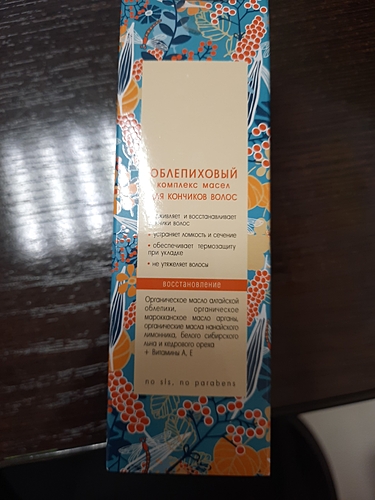 ОБЛЕПИХОВЫЙ
комплекс масел
ДЛЯ КОНЧИКОВ ВОЛОС
оживляет и восстанавливает
кончики волос
• устраняет ломкость и сечение
• обеспечивает термозащиту
при укладке
• не утяжеляет волосы
восстановление
Органическое масло алтайской
облепихи, органическое
марокканское масло арганы,
органические масла нанайского
лимонника, белого сибирского
льна и кедрового ореха
+ Витамины А, Е
no sls, no parabens